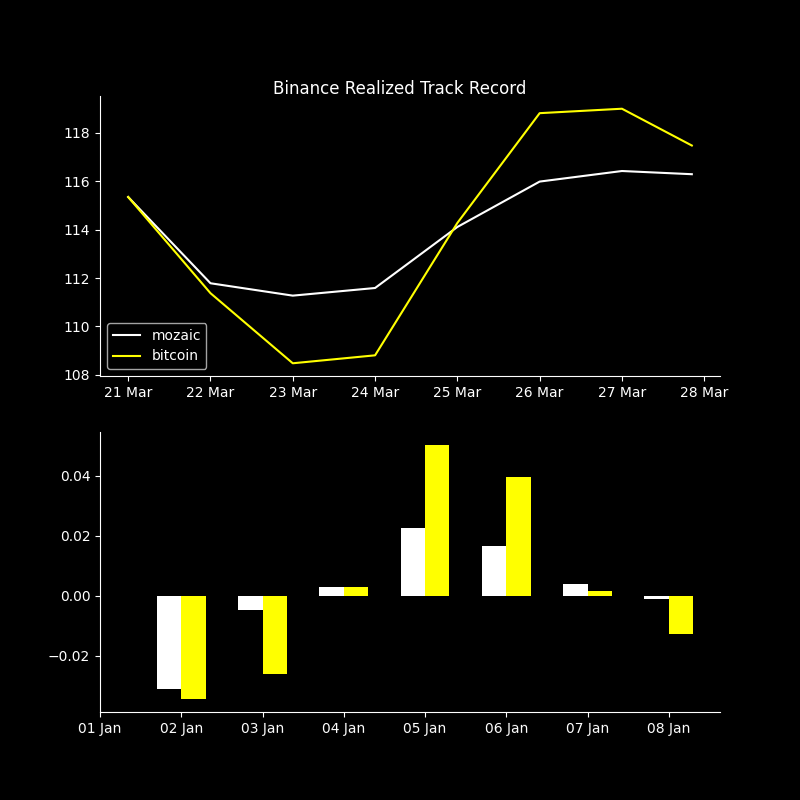 Binance Realized Track Record
118
116
114
112
110
108
mozaic
bitcoin
21 Mar 22 Mar 23 Mar 24 Mar 25 Mar 26 Mar 27 Mar 28 Mar
0.04
0.02
0.00
−0.02
01 Jan 02 Jan 03 Jan 04 Jan 05 Jan 06 Jan 07 Jan 08 Jan